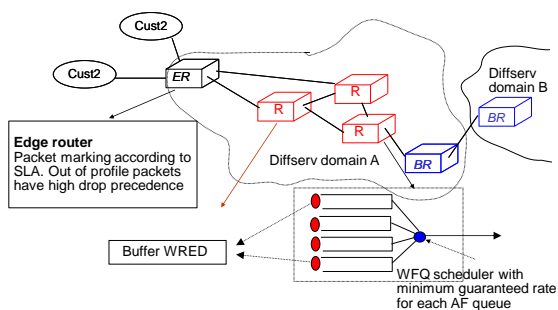 Cust2
Cust2
ER
R
R
R
Diffserv
domain B
BR
BR
Edge router
Packet marking according to
SLA. Out of profile packets
have high drop precedence
Diffserv domain A
Buffer WRED
WFQ scheduler with
minimum guaranteed rate
for each AF queue